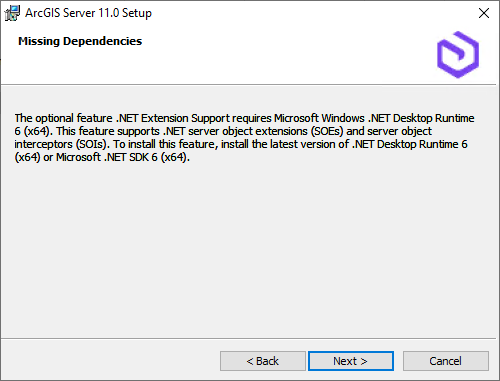 ArcGIS Server 11.0 Setup
Missing Dependencies
The optional feature .NET Extension Support requires Microsoft Windows .NET Desktop Runtime
6 (x64). This feature supports .NET server object extensions (SOEs) and server object
interceptors (SOIs). To install this feature, install the latest version of .NET Desktop Runtime 6
(x64) or Microsoft .NET SDK 6 (x64).
< Back
Next >
Cancel